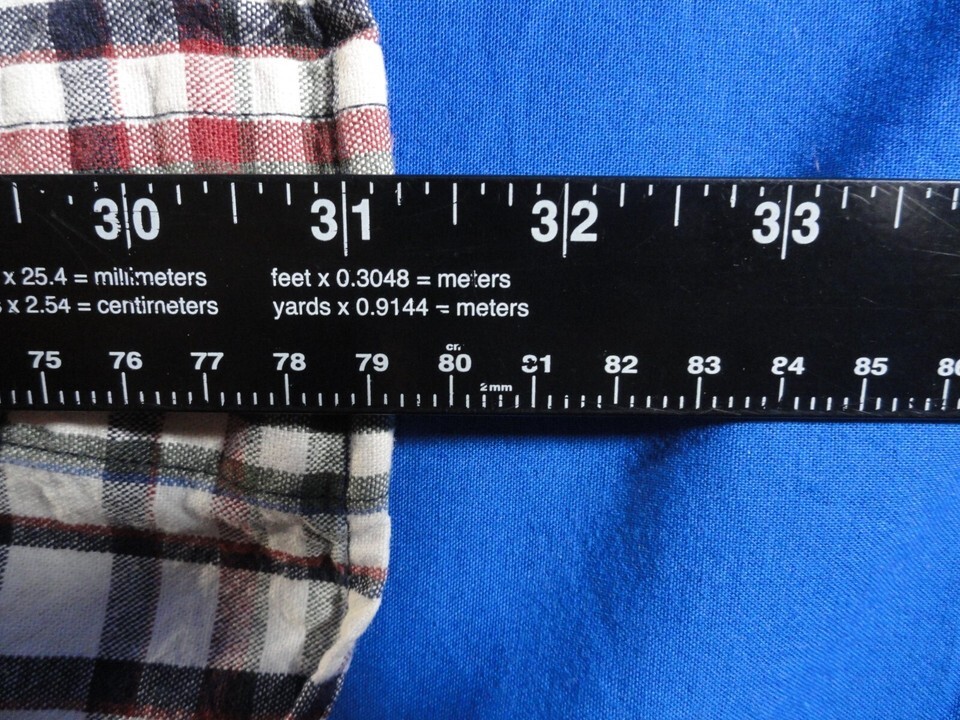 30 31 32 33
x 25.4 = millimeters feet x 0.3048 = meters
x 2.54 = centimeters yards x 0.9144 = meters
cm
75 76 77 78 79 80 81 82 83 84 85
2mm